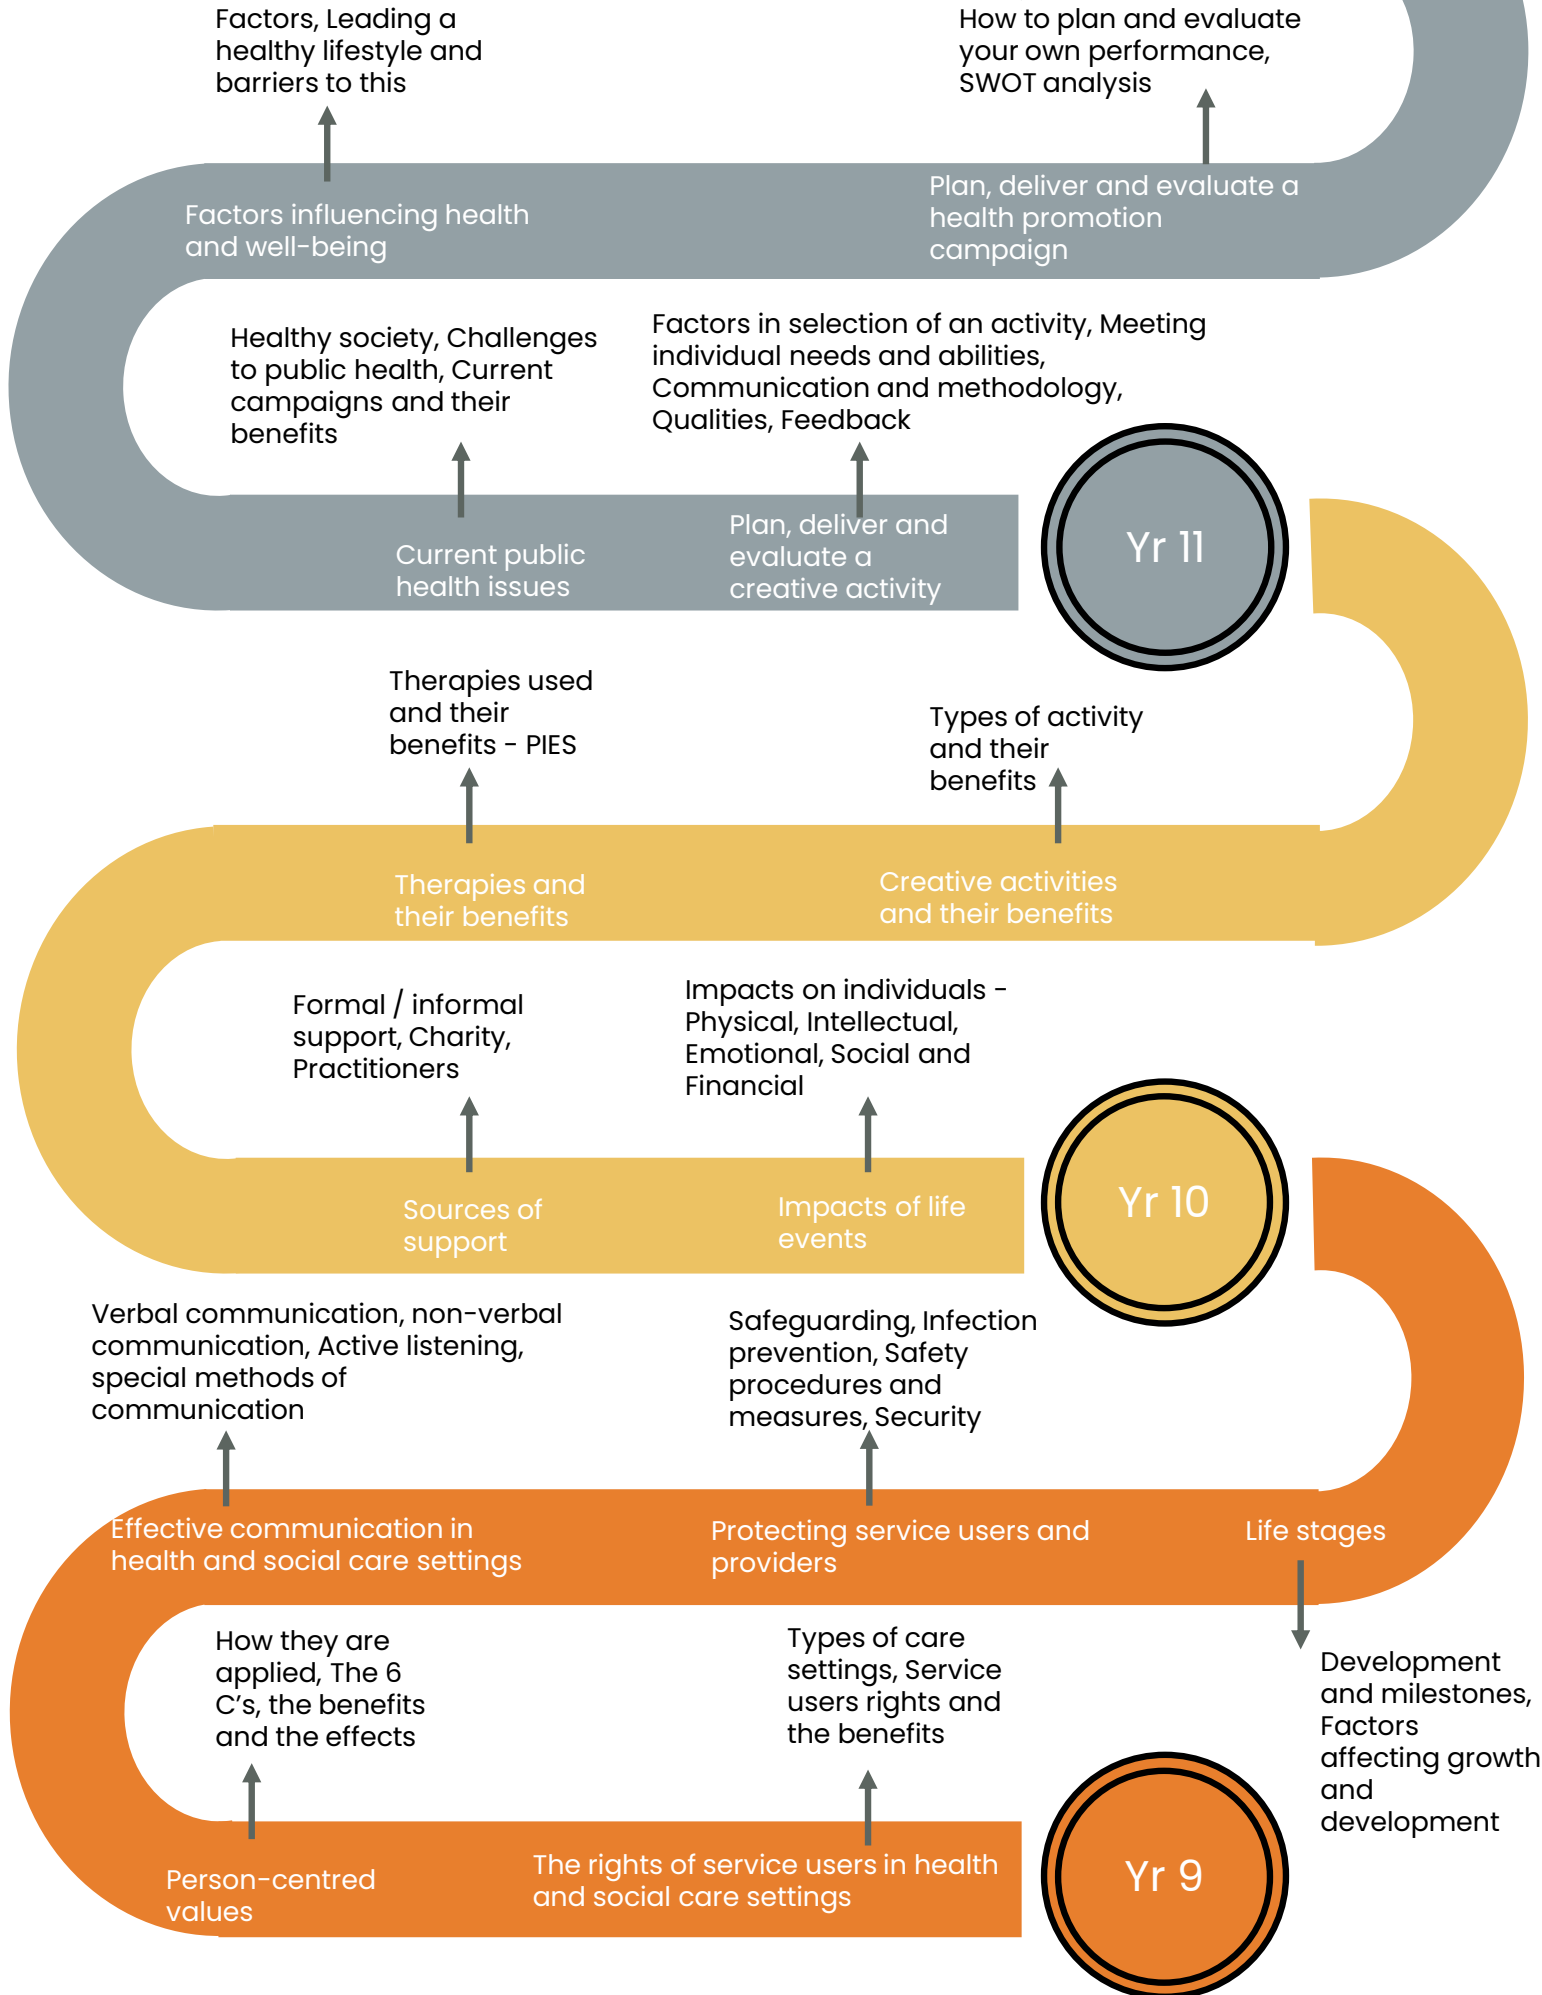 Factors, Leading a
healthy lifestyle and
barriers to this
How to plan and evaluate
your own performance,
SWOT analysis
Factors influencing health
and well-being
Plan, deliver and evaluate a
health promotion
campaign
Healthy society, Challenges
to public health, Current
campaigns and their
benefits
Factors in selection of an activity, Meeting
individual needs and abilities,
Communication and methodology,
Qualities, Feedback
Current public
health issues
Plan, deliver and
evaluate a
creative activity
Yr 11
Therapies used
and their
benefits - PIES
Types of activity
and their
benefits
Therapies and
their benefits
Creative activities
and their benefits
Formal / informal
support, Charity,
Practitioners
Impacts on individuals -
Physical, Intellectual,
Emotional, Social and
Financial
Sources of
support
Impacts of life
events
Yr 10
Verbal communication, non-verbal
communication, Active listening,
special methods of
communication
Safeguarding, Infection
prevention, Safety
procedures and
measures, Security
Effective communication in
health and social care settings
Protecting service users and
providers
Life stages
How they are
applied, The 6
C's, the benefits
and the effects
Types of care
settings, Service
users rights and
the benefits
Development
and milestones,
Factors
affecting growth
and
development
Person-centred
values
The rights of service users in health
and social care settings
Yr 9